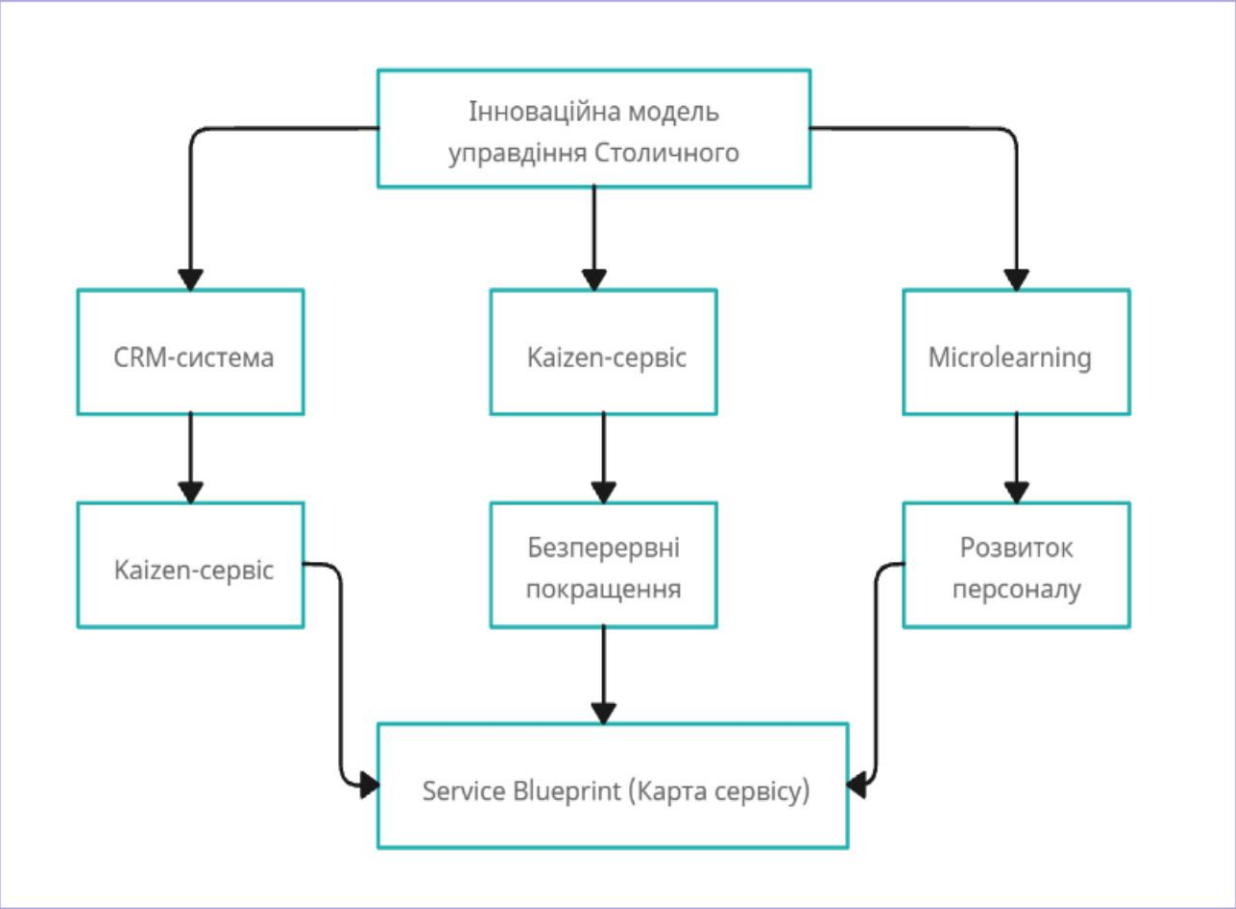 Інноваційна модель
управдіння Столичного
CRM-система
Kaizen-сервіс
Microlearning
Kaizen-сервіс
Безперервні
покращення
Розвиток
персоналу
Service Blueprint (Карта сервісу)